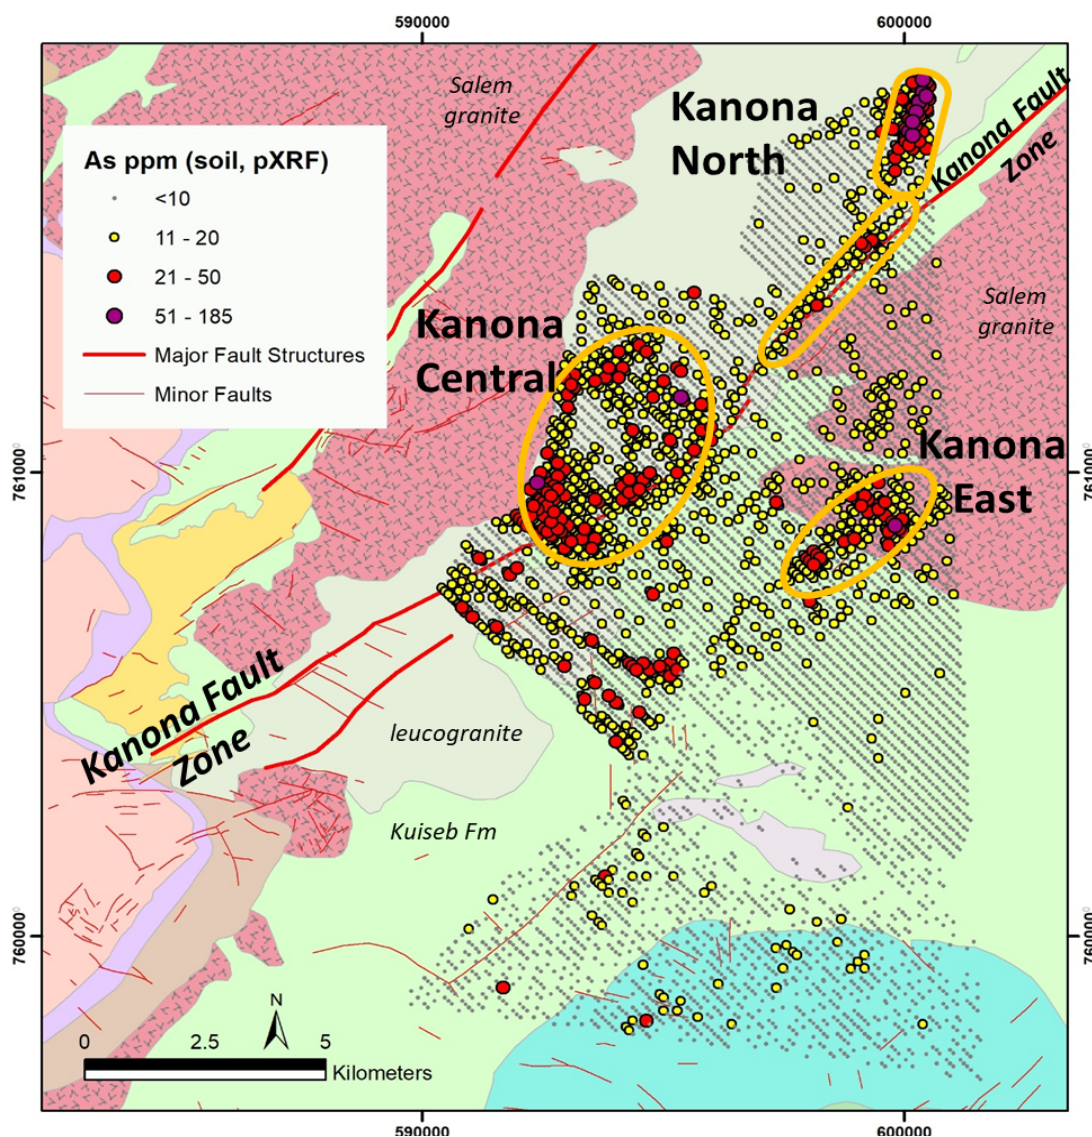 590000
600000
Salem
granite
Kanona
North
Kanona Fault
Zone
As ppm (soil, pXRF)
<10
11 - 20
21 - 50
51 - 185
Major Fault Structures
Minor Faults
Salem
granite
Kanona
Central
761000
761000
Kanona
East
Kanona Fault
Zone
leucogranite
Kuiseb Fm
760000
760000
N
0 2.5 5
Kilometers
590000
600000